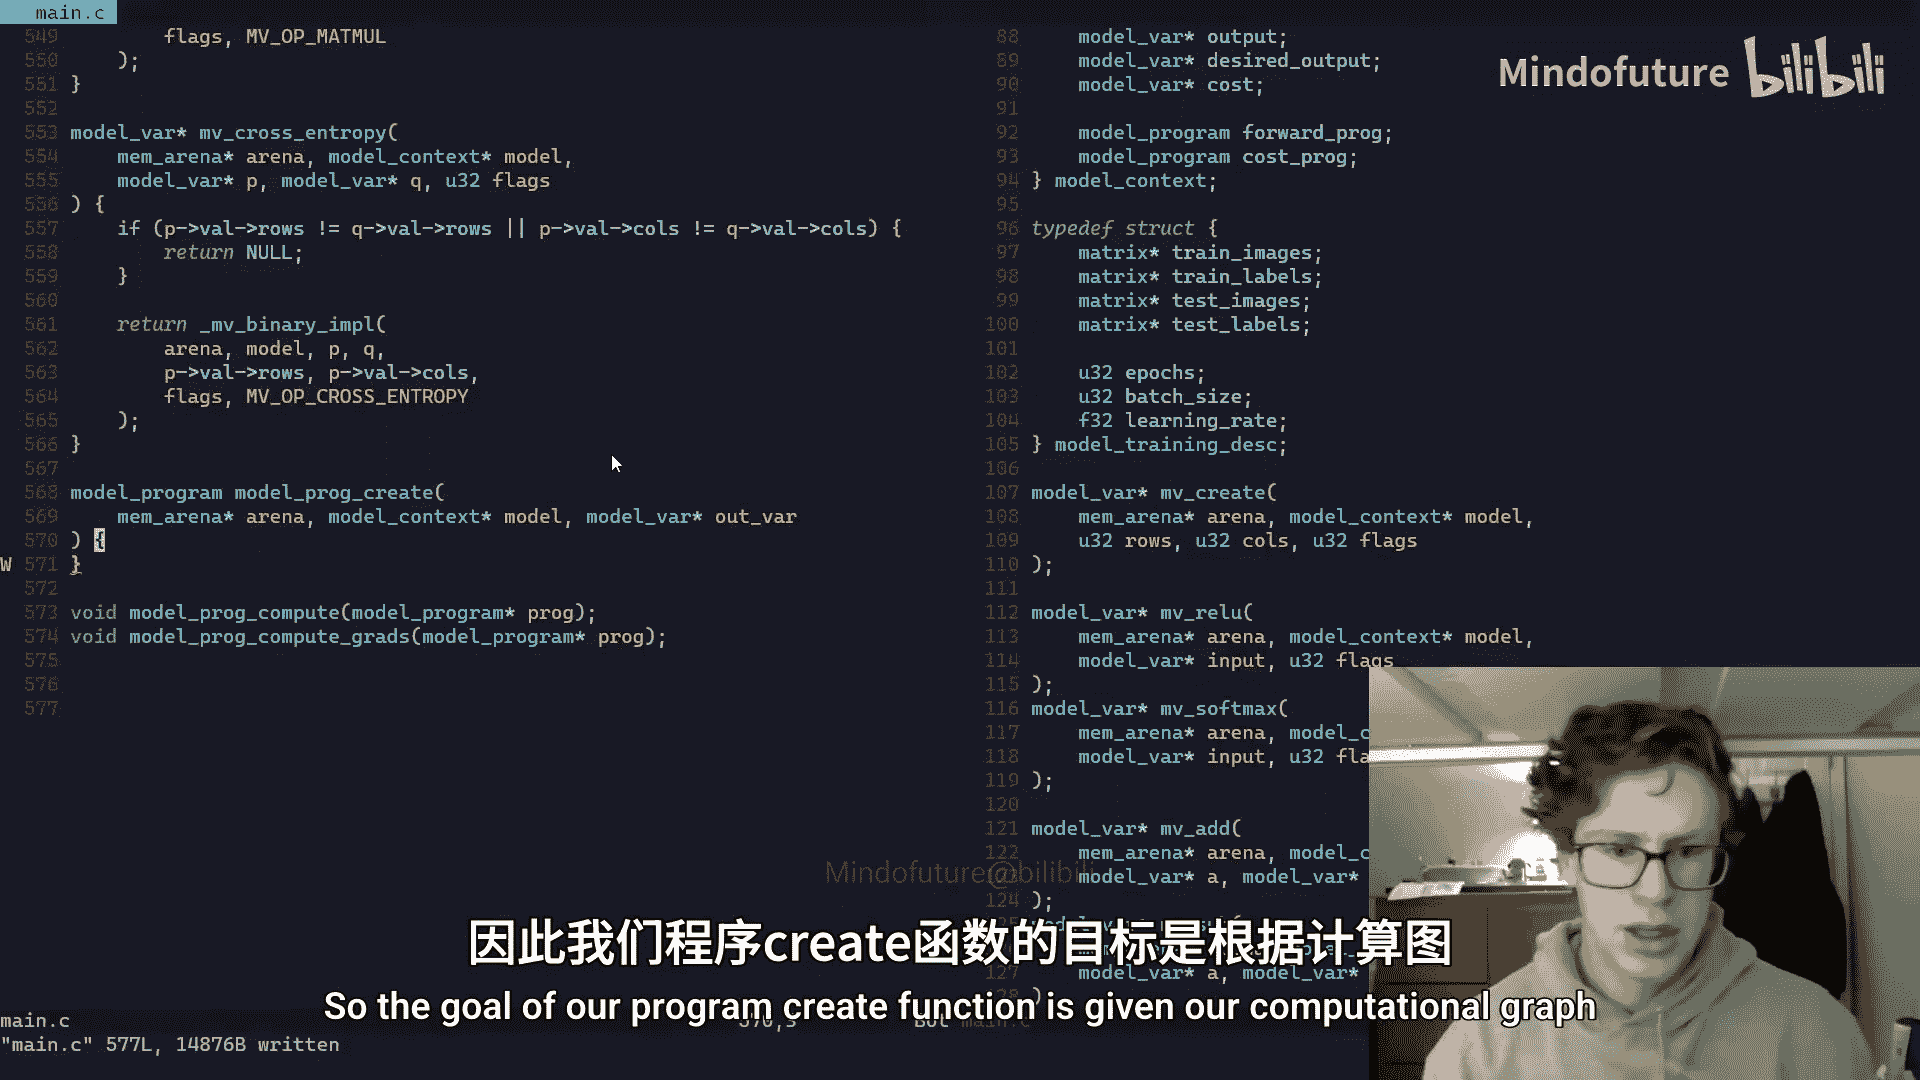 main.c
549 flags, MV_OP_MATMUL
550 );
551 }
552
553 model_var* mv_cross_entropy(
554 mem_arena* arena, model_context* model,
555 model_var* p, model_var* q, u32 flags
556 ) {
557 if (p->val->rows != q->val->rows || p->val->cols != q->val->cols) {
558 return NULL;
559 }
560
561 return _mv_binary_impl(
562 arena, model, p, q,
563 p->val->rows, p->val->cols,
564 flags, MV_OP_CROSS_ENTROPY
565 );
566 }
567
568 model_program model_prog_create(
569 mem_arena* arena, model_context* model, model_var* out_var
570 ) {
W 571 }
572
573 void model_prog_compute(model_program* prog);
574 void model_prog_compute_grads(model_program* prog);
575
576
577
88 model_var* output;
89 model_var* desired_output;
90 model_var* cost;
91
92 model_program forward_prog;
93 model_program cost_prog;
94 } model_context;
95
96 typedef struct {
97 matrix* train_images;
98 matrix* train_labels;
99 matrix* test_images;
100 matrix* test_labels;
101
102 u32 epochs;
103 u32 batch_size;
104 f32 learning_rate;
105 } model_training_desc;
106
107 model_var* mv_create(
108 mem_arena* arena, model_context* model,
109 u32 rows, u32 cols, u32 flags
110 );
111
112 model_var* mv_relu(
113 mem_arena* arena, model_context* model,
114 model_var* input, u32 flags
115 );
116 model_var* mv_softmax(
117 mem_arena* arena, model_c
118 model_var* input, u32 fla
119 );
120
121 model_var* mv_add(
122 mem_arena* arena, model_c
model_var* a, model_var*
124 );
127 model_var* a, model_var*
Mindofuture bilibili
Mindofuture@bilibili
因此我们程序create函数的目标是根据计算图
So the goal of our program create function is given our computational graph
main.c
"main.c" 577L, 14876B written